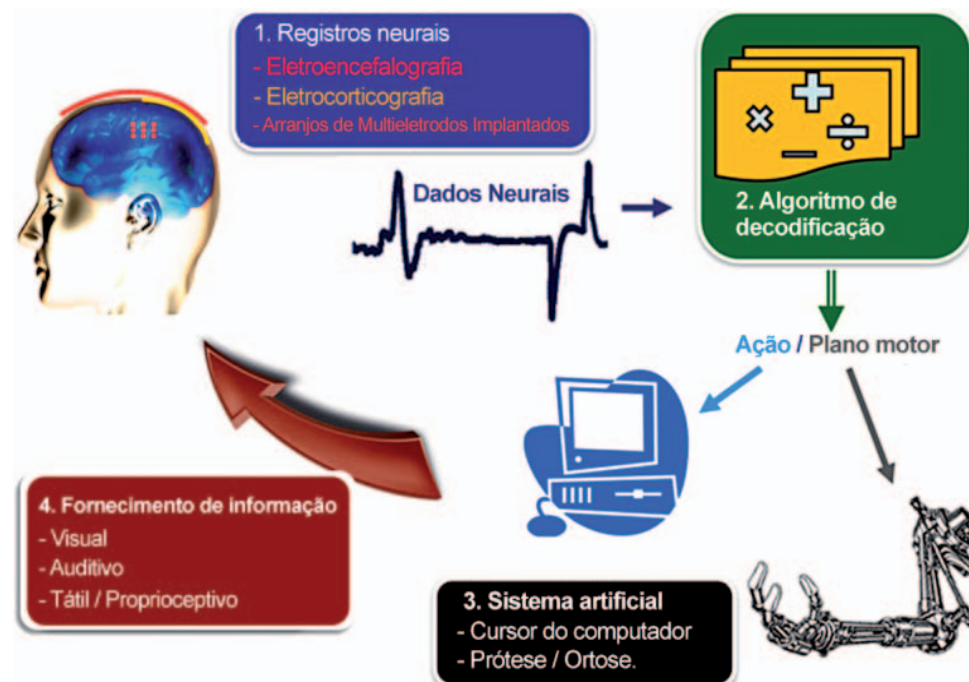 1. Registros neurais
- Eletroencefalografia
- Eletrocorticografia
- Arranjos de Multieletrodos Implantados
Dados Neurais
2. Algoritmo de
decodificação
Ação / Plano motor
3. Sistema artificial
- Cursor do computador
- Prótese / Ortose.
4. Fornecimento de informação
- Visual
- Auditivo
- Tátil / Proprioceptivo